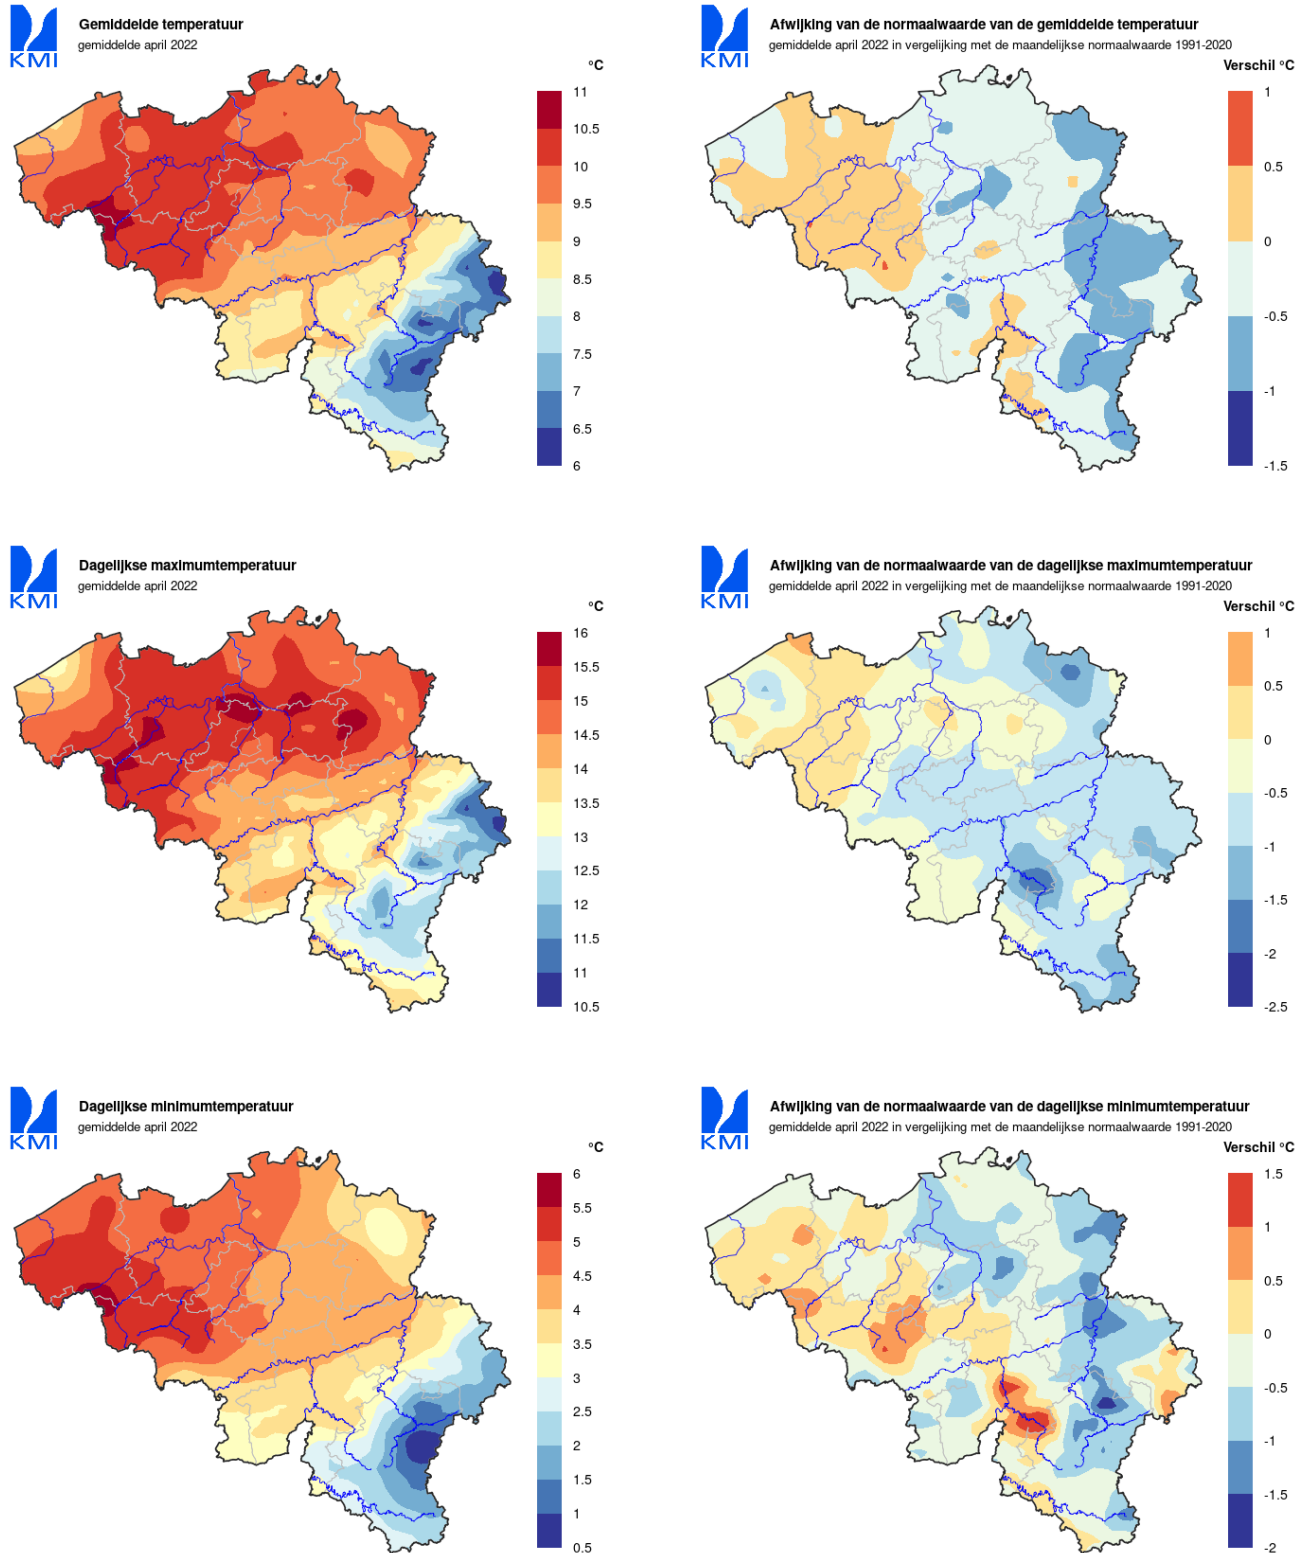 KMI
Gemiddelde temperatuur
gemiddelde april 2022
°C
11
10.5
10
9.5
9
8.5
8
7.5
7
6.5
6
KMI
Afwijking van de normaalwaarde van de gemiddelde temperatuur
gemiddelde april 2022 in vergelijking met de maandelijkse normaalwaarde 1991-2020
Verschil °C
1
0.5
0
-0.5
-1
-1.5
KMI
Dagelijkse maximumtemperatuur
gemiddelde april 2022
°C
16
15.5
15
14.5
14
13.5
13
12.5
12
11.5
11
10.5
KMI
Afwijking van de normaalwaarde van de dagelijkse maximumtemperatuur
gemiddelde april 2022 in vergelijking met de maandelijkse normaalwaarde 1991-2020
Verschil °C
1
0.5
0
-0.5
-1
-1.5
-2
-2.5
KMI
Dagelijkse minimumtemperatuur
gemiddelde april 2022
°C
6
5.5
5
4.5
4
3.5
3
2.5
2
1.5
1
0.5
KMI
Afwijking van de normaalwaarde van de dagelijkse minimumtemperatuur
gemiddelde april 2022 in vergelijking met de maandelijkse normaalwaarde 1991-2020
Verschil °C
1.5
1
0.5
0
-0.5
-1
-1.5
-2